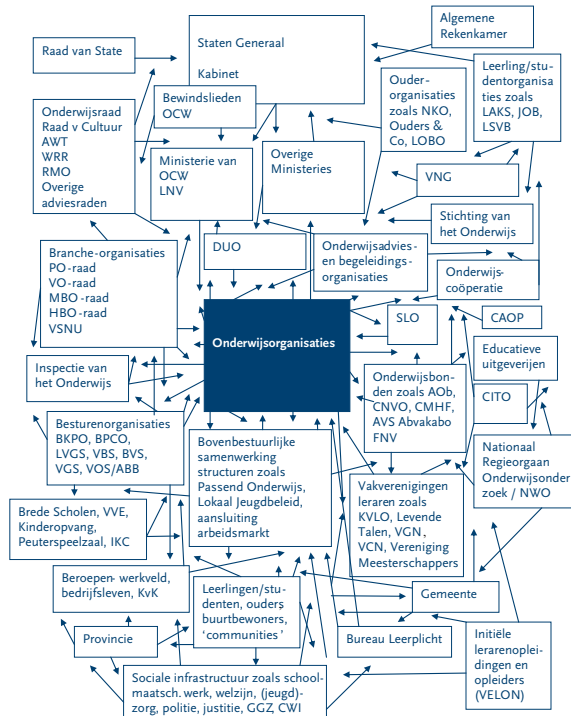 Algemene
Rekenkamer
Staten Generaal
Kabinet
Raad van State
Leerling/stu
dentorganisa
ties zoals
LAKS, JOB,
LSVB
Ouder-
organisaties
zoals NKO,
Ouders &
Co, LOBO
Bewindslieden
OCW
Onderwijsraad
Raad v Cultuur
AWT
WRR
RMO
Overige
adviesraden
Ministerie van
OCW
LNV
Overige
Ministeries
VNG
Stichting van
het Onderwijs
DUO
Onderwijsadvies-
en begeleidings-
organisaties
Branche-organisaties
PO-raad
VO-raad
MBO-raad
HBO-raad
VSNU
Onderwijs-
coöperatie
Onderwijsorganisaties
SLO
CAOP
Educatieve
uitgeverijen
Inspectie van
het Onderwijs
Onderwijsbon-
den zoals AOb,
CNVO, CMHF,
AVS Abvakabo
FNV
CITO
Besturenorganisaties
BKPO, BPCO,
LVGS, VBS, BVS,
VGS, VOS/ABB
Bovenbestuurlijke
samenwerking
structuren zoals
Passend Onderwijs,
Lokaal Jeugdbeleid,
aansluiting
arbeidsmarkt
Nationaal
Regieorgaan
Onderwijsonder
zoek / NWO
Vakverenigingen
leraren zoals
KVLO, Levende
Talen, VGN,
VCN, Vereniging
Meesterschappers
Brede Scholen, VVE,
Kinderopvang,
Peuterspeelzaal, IKC
Beroepen- werkveld,
bedrijfsleven, KvK
Leerlingen/stu-
denten, ouders,
buurtbewoners,
‘communities’
Gemeente
Provincie
Bureau Leerplicht
Initiële
lerarenoplei-
dingen en
opleiders
(VELON)
Sociale infrastructuur zoals school-
maatsch. werk, welzijn, (jeugd)-
zorg, politie, justitie, GGZ, CWI